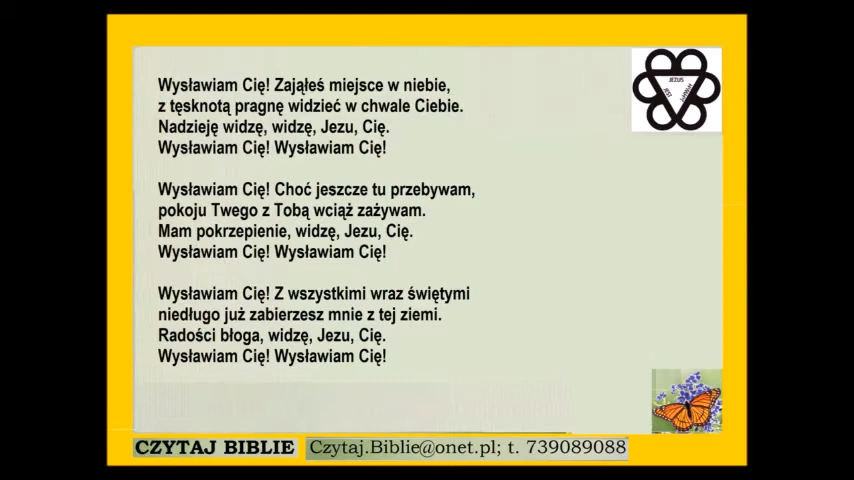 Wysławiam Cię! Zająłeś miejsce w niebie,
z tęsknotą pragnę widzieć w chwale Ciebie.
Nadzieję widzę, widzę, Jezu, Cię.
Wysławiam Cię! Wysławiam Cię!
Wysławiam Cię! Choć jeszcze tu przebywam,
pokoju Twego z Tobą wciąż zażywam.
Mam pokrzepienie, widzę, Jezu, Cię.
Wysławiam Cię! Wysławiam Cię!
Wysławiam Cię! Z wszystkimi wraz świętymi
niedługo już zabierzesz mnie z tej ziemi.
Radości błoga, widzę, Jezu, Cię.
Wysławiam Cię! Wysławiam Cię!
JEZUS
JEST
CZYTAJ BIBLIE
Czytaj.Biblie@onet.pl; t. 739089088